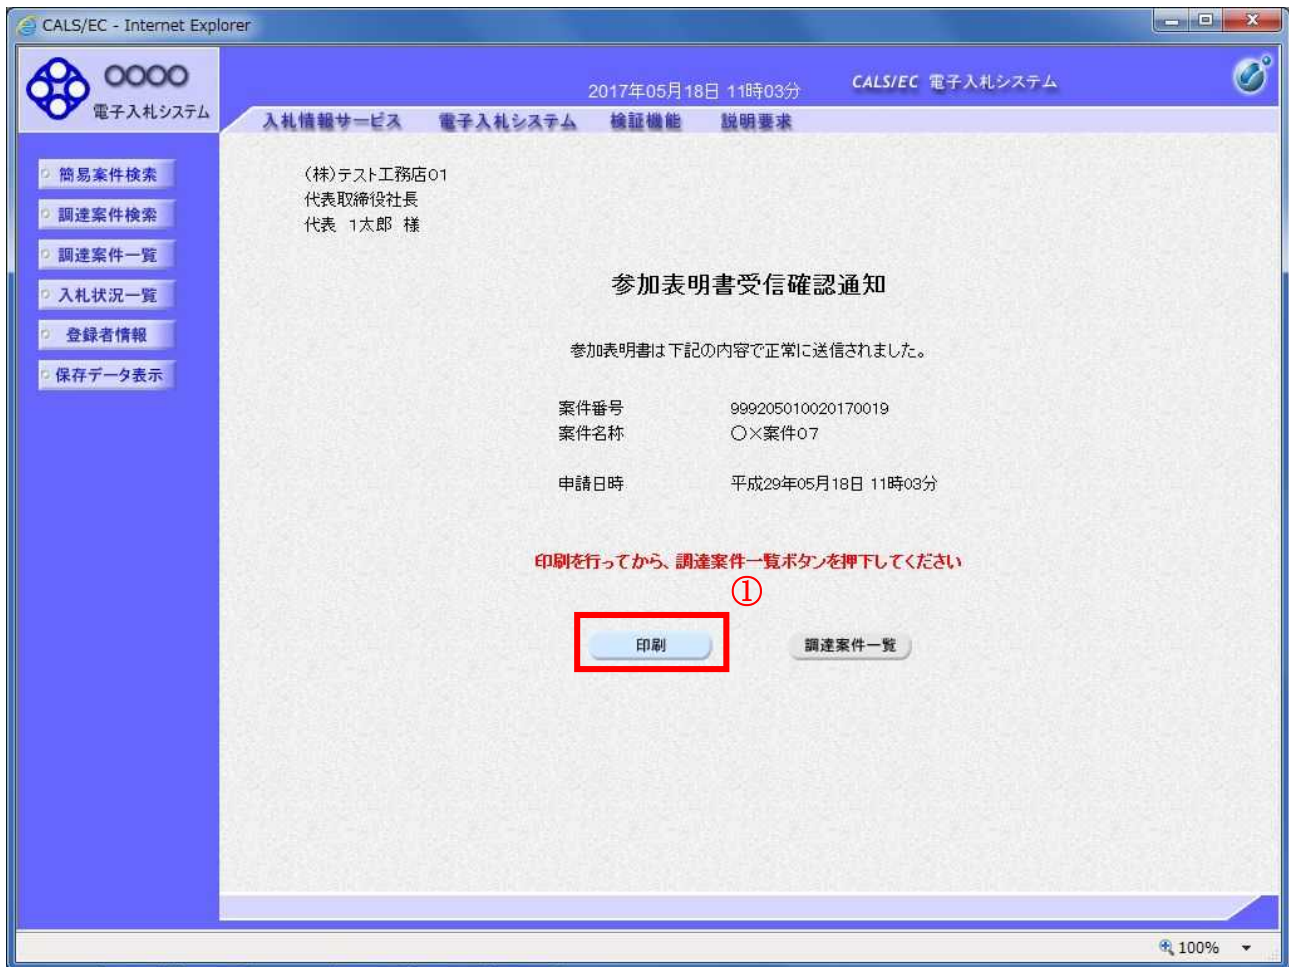 CALS/EC - Internet Explorer
○○○○
電子入札システム
2017年05月18日 11時03分
CALS/EC 電子入札システム
入札情報サービス 電子入札システム 検証機能 説明要求
簡易案件検索
調達案件検索
調達案件一覧
入札状況一覧
登録者情報
保存データ表示
(株)テスト工務店01
代表取締役社長
代表 1太郎 様
参加表明書受信確認通知
参加表明書は下記の内容で正常に送信されました。
案件番号 999205010020170019
案件名称 ○×案件07
申請日時 平成29年05月18日 11時03分
印刷を行ってから、調達案件一覧ボタンを押下してください
①
印刷 調達案件一覧
100%